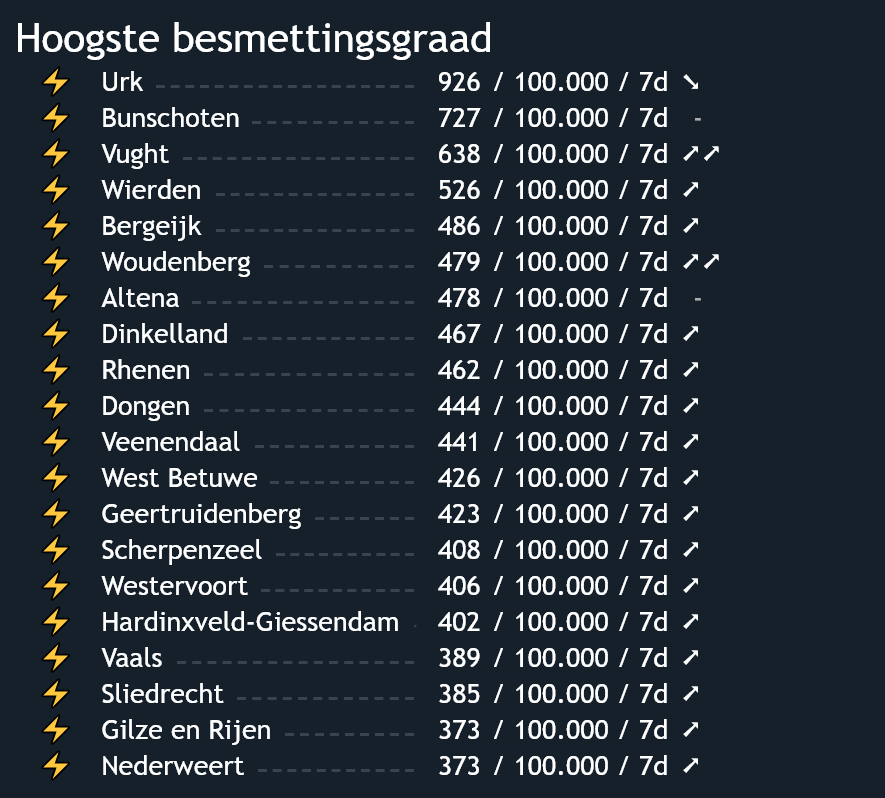 Hoogste besmettingsgraad
⚡ Urk 926 / 100.000 / 7d ➘
⚡ Bunschoten 727 / 100.000 / 7d -
⚡ Vught 638 / 100.000 / 7d ➚➚
⚡ Wierden 526 / 100.000 / 7d ➚
⚡ Bergeijk 486 / 100.000 / 7d ➚
⚡ Woudenberg 479 / 100.000 / 7d ➚➚
⚡ Altena 478 / 100.000 / 7d -
⚡ Dinkelland 467 / 100.000 / 7d ➚
⚡ Rhenen 462 / 100.000 / 7d ➚
⚡ Dongen 444 / 100.000 / 7d ➚
⚡ Veenendaal 441 / 100.000 / 7d ➚
⚡ West Betuwe 426 / 100.000 / 7d ➚
⚡ Geertruidenberg 423 / 100.000 / 7d ➚
⚡ Scherpenzeel 408 / 100.000 / 7d ➚
⚡ Westervoort 406 / 100.000 / 7d ➚
⚡ Hardinxveld-Giessendam 402 / 100.000 / 7d ➚
⚡ Vaals 389 / 100.000 / 7d ➚
⚡ Sliedrecht 385 / 100.000 / 7d ➚
⚡ Gilze en Rijen 373 / 100.000 / 7d ➚
⚡ Nederweert 373 / 100.000 / 7d ➚